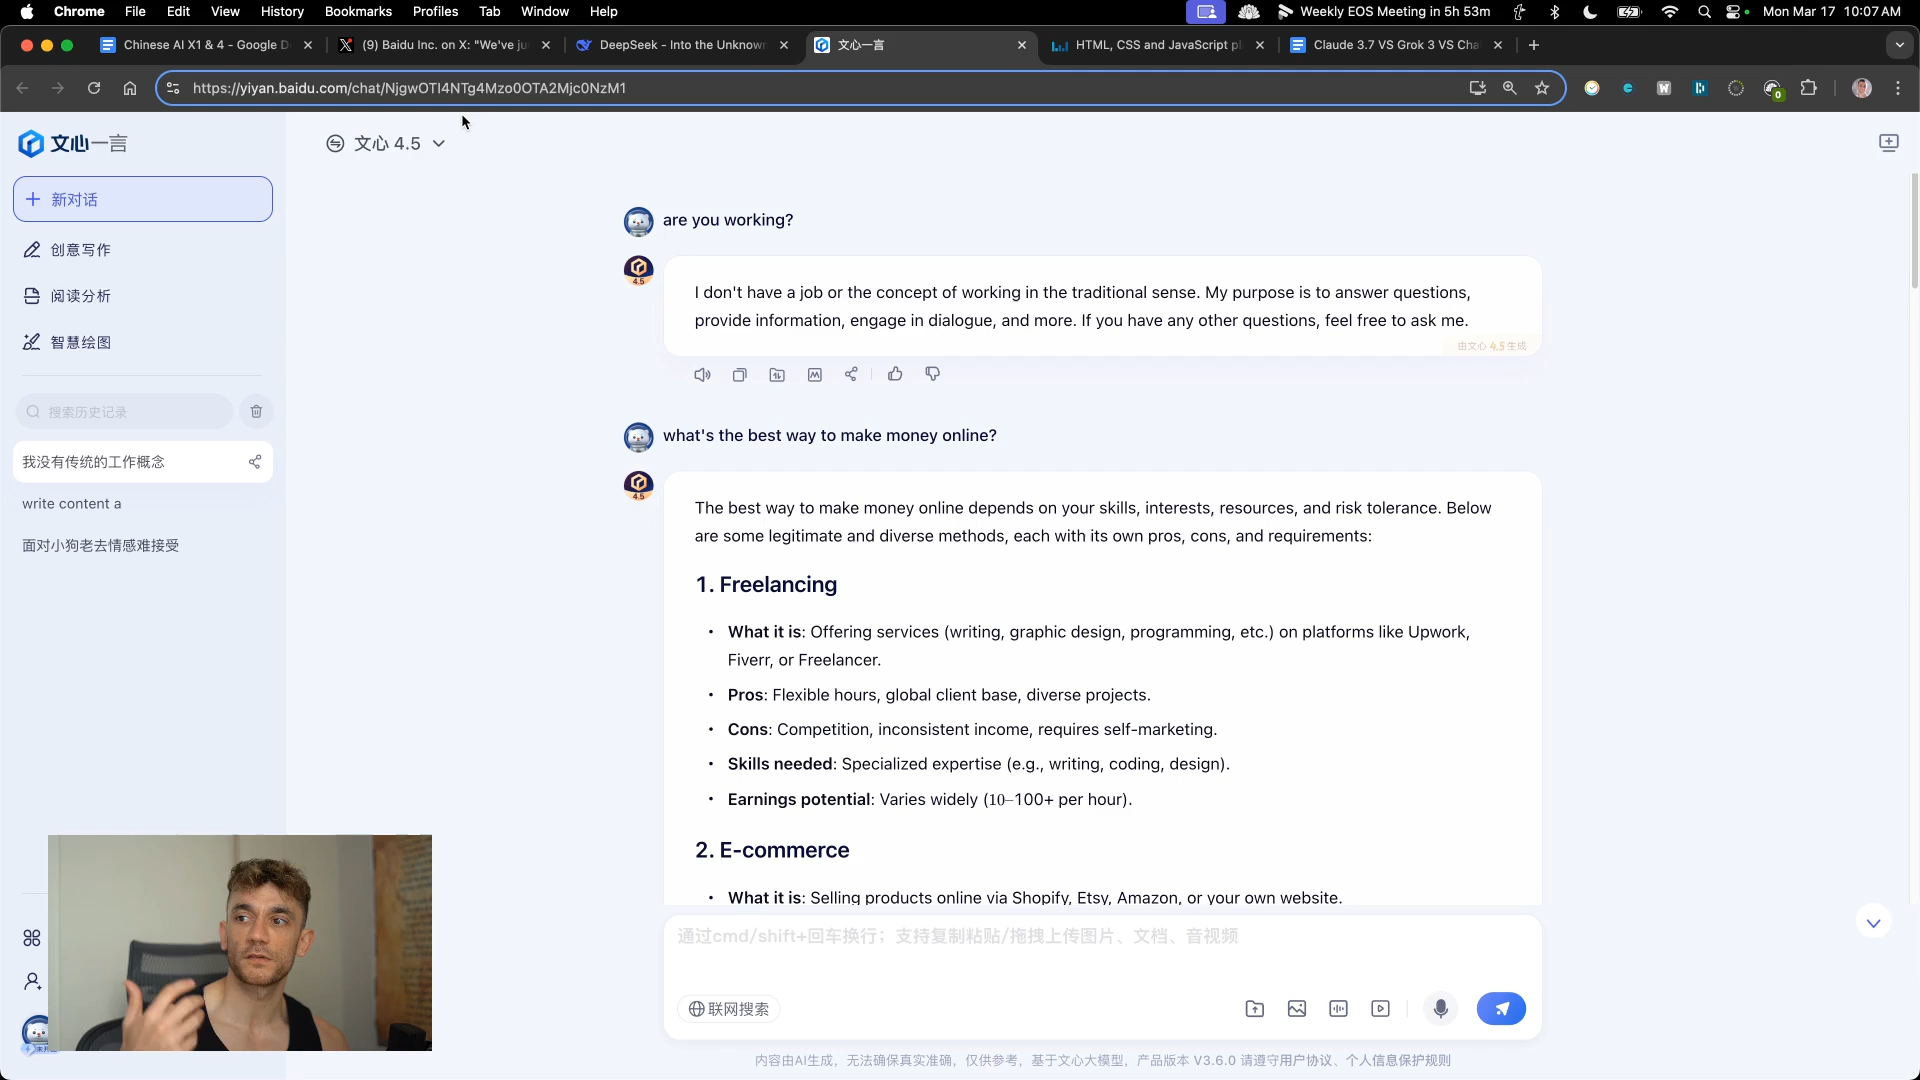 Chrome File Edit View History Bookmarks Profiles Tab Window Help Weekly EOS Meeting in 5h 53m Mon Mar 17 10:07 AM
Chinese AI X1 & 4 - Google D (9) Baidu Inc. on X: "We've ju DeepSeek - Into the Unknown 文心一言 HTML, CSS and JavaScript pl Claude 3.7 VS Grok 3 VS Cha
https://yiyan.baidu.com/chat/NjgwOTI4NTg4Mzo0OTA2Mjc0NzM1
0
文心一言
文心 4.5
新对话
创意写作
阅读分析
智慧绘图
搜索历史记录
我没有传统的工作概念
write content a
面对小狗老去情感难接受
are you working?
4.5
I don't have a job or the concept of working in the traditional sense. My purpose is to answer questions,
provide information, engage in dialogue, and more. If you have any other questions, feel free to ask me.
由文心 4.5 生成
what's the best way to make money online?
4.5
The best way to make money online depends on your skills, interests, resources, and risk tolerance. Below
are some legitimate and diverse methods, each with its own pros, cons, and requirements:
1. Freelancing
• What it is: Offering services (writing, graphic design, programming, etc.) on platforms like Upwork,
Fiverr, or Freelancer.
• Pros: Flexible hours, global client base, diverse projects.
• Cons: Competition, inconsistent income, requires self-marketing.
• Skills needed: Specialized expertise (e.g., writing, coding, design).
• Earnings potential: Varies widely (10–100+ per hour).
2. E-commerce
• What it is: Selling products online via Shopify, Etsy, Amazon, or your own website.
通过cmd/shift+回车换行；支持复制粘贴/拖拽上传图片、文档、音视频
联网搜索
内容由AI生成，无法确保真实准确，仅供参考，基于文心大模型，产品版本 V3.6.0 请遵守用户协议、个人信息保护规则